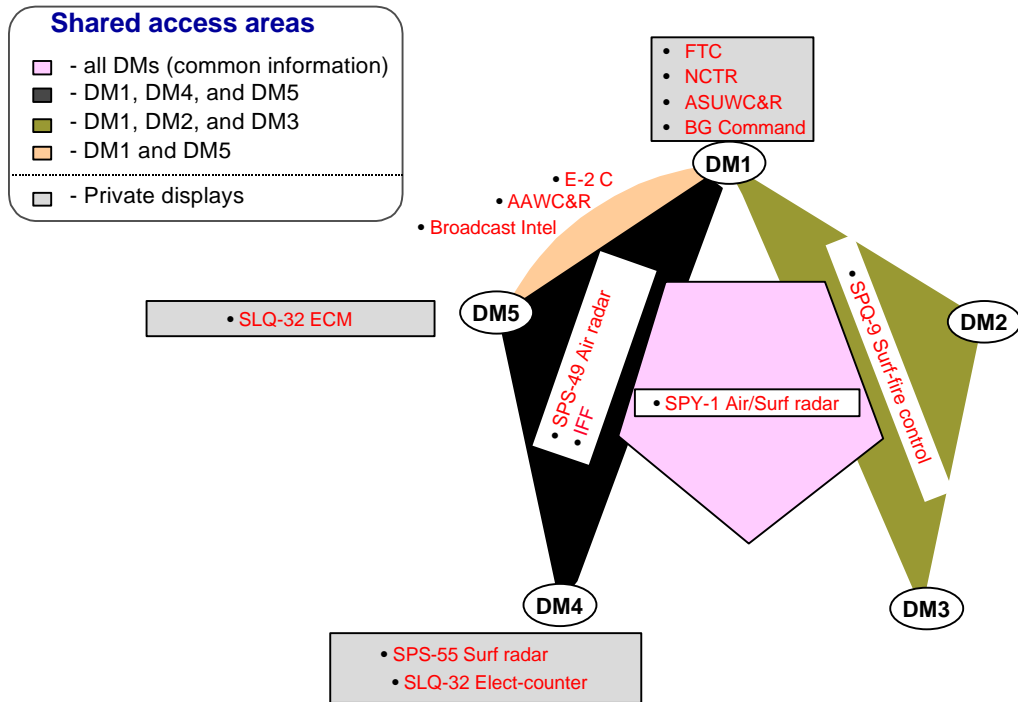 Shared access areas
- all DMs (common information)
- DM1, DM4, and DM5
- DM1, DM2, and DM3
- DM1 and DM5
- Private displays
• FTC
• NCTR
• ASUWC&R
• BG Command
DM1
• E-2 C
• AAWC&R
• Broadcast Intel
DM5
• SLQ-32 ECM
DM2
• SPS-49 Air radar
• IFF
• SPY-1 Air/Surf radar
• SPQ-9 Surf-fire control
DM4
DM3
• SPS-55 Surf radar
• SLQ-32 Elect-counter